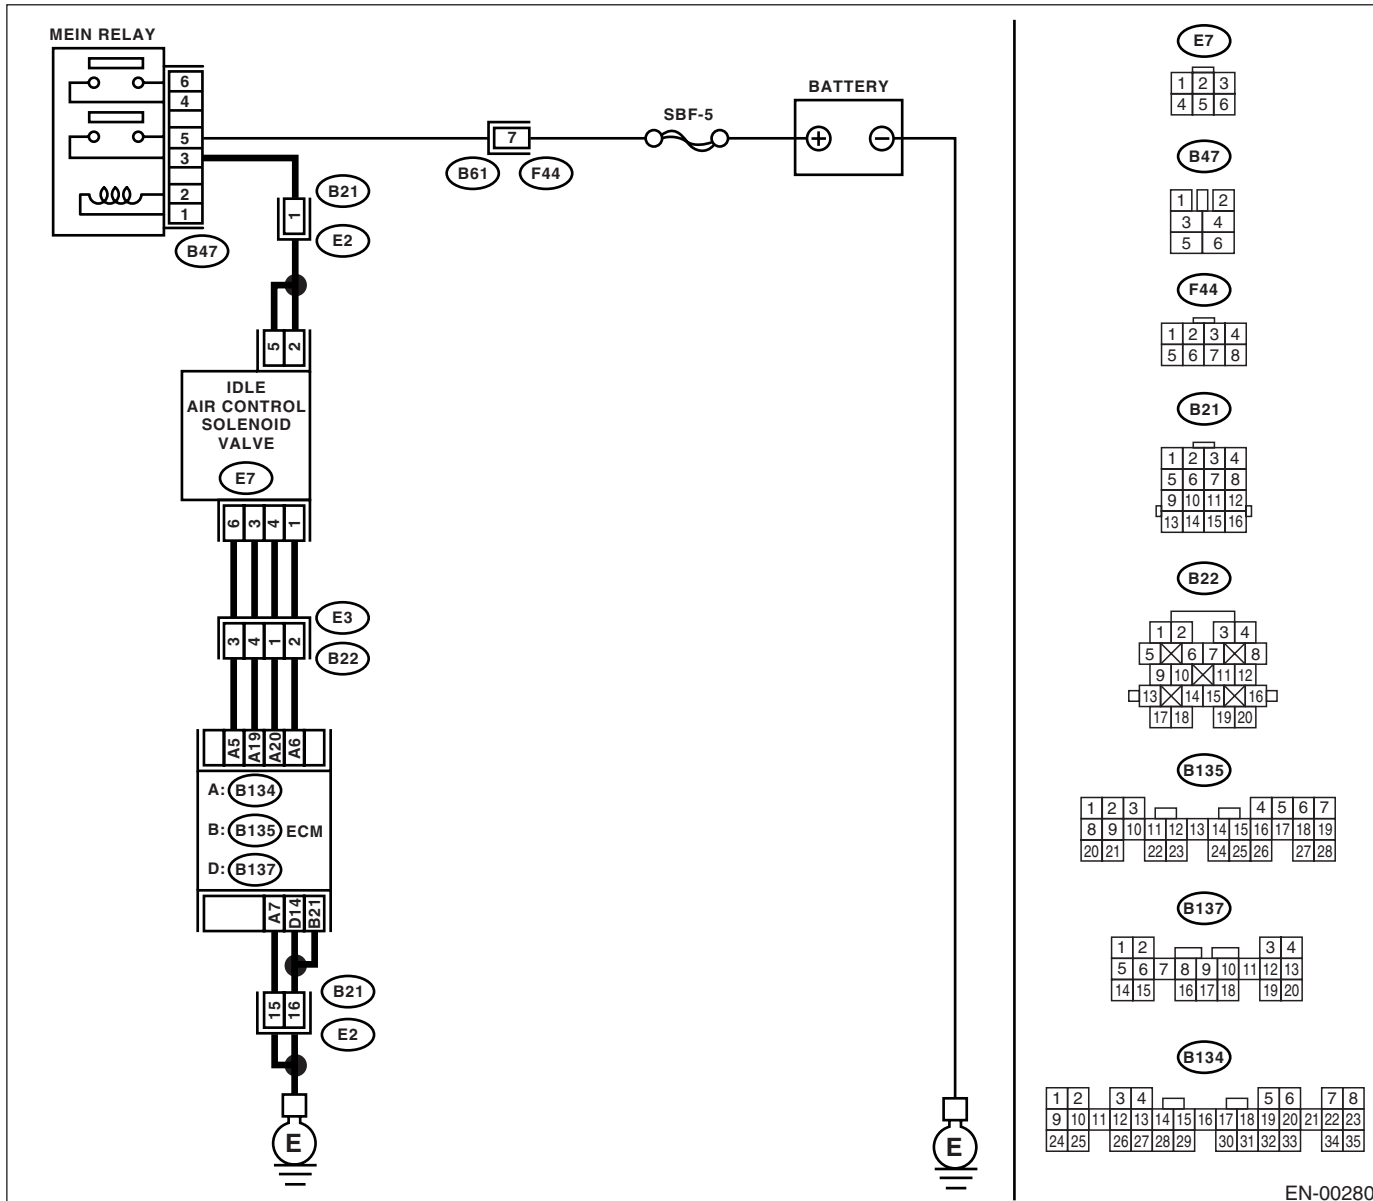 MEIN RELAY
6
4
5
3
2
1
B47
B21
1
E2
7
B61
F44
SBF-5
BATTERY
+
−
5
2
IDLE
AIR CONTROL
SOLENOID
VALVE
E7
6
3
4
1
E3
3
4
1
2
B22
A5
A19
A20
A6
A: B134
B: B135 ECM
D: B137
A7
D14
B21
B21
15
16
E2
E
E
E7
1 2 3
4 5 6
B47
1 2
3 4
5 6
F44
1 2 3 4
5 6 7 8
B21
1 2 3 4
5 6 7 8
9 10 11 12
13 14 15 16
B22
1 2 3 4
5 6 7 8
9 10 11 12
13 14 15 16
17 18 19 20
B135
1 2 3 4 5 6 7
8 9 10 11 12 13 14 15 16 17 18 19
20 21 22 23 24 25 26 27 28
B137
1 2 3 4
5 6 7 8 9 10 11 12 13
14 15 16 17 18 19 20
B134
1 2 3 4 5 6 7 8
9 10 11 12 13 14 15 16 17 18 19 20 21 22 23
24 25 26 27 28 29 30 31 32 33 34 35
EN-00280